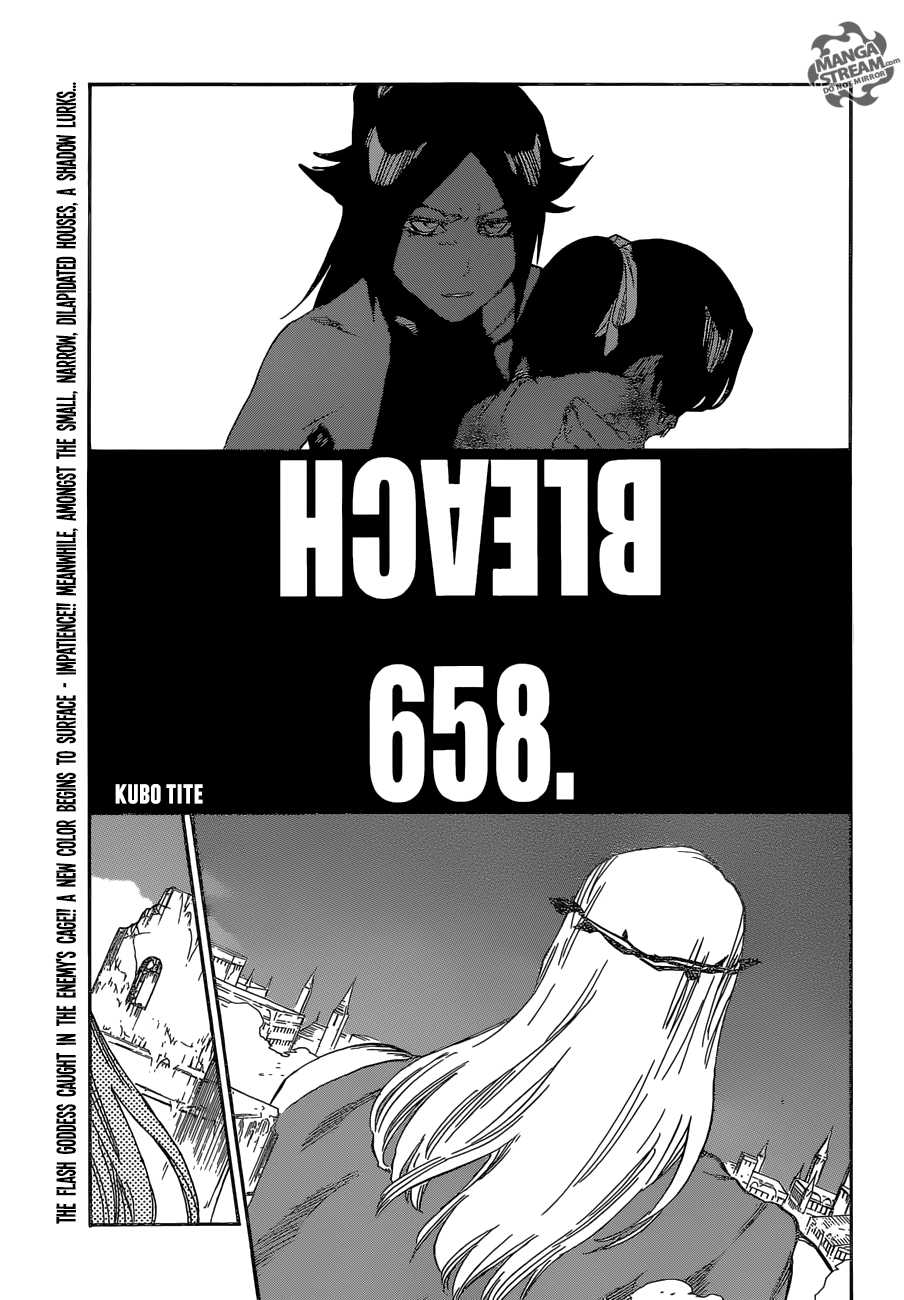 MANGA
STREAM.com
DO NOT MIRROR
THE FLASH GODDESS CAUGHT IN THE ENEMY'S CAGE!! A NEW COLOR BEGINS TO SURFACE - IMPATIENCE!! MEANWHILE, AMONGST THE SMALL, NARROW, DILAPIDATED HOUSES, A SHADOW LURKS...
BLEACH
658.
KUBO TITE